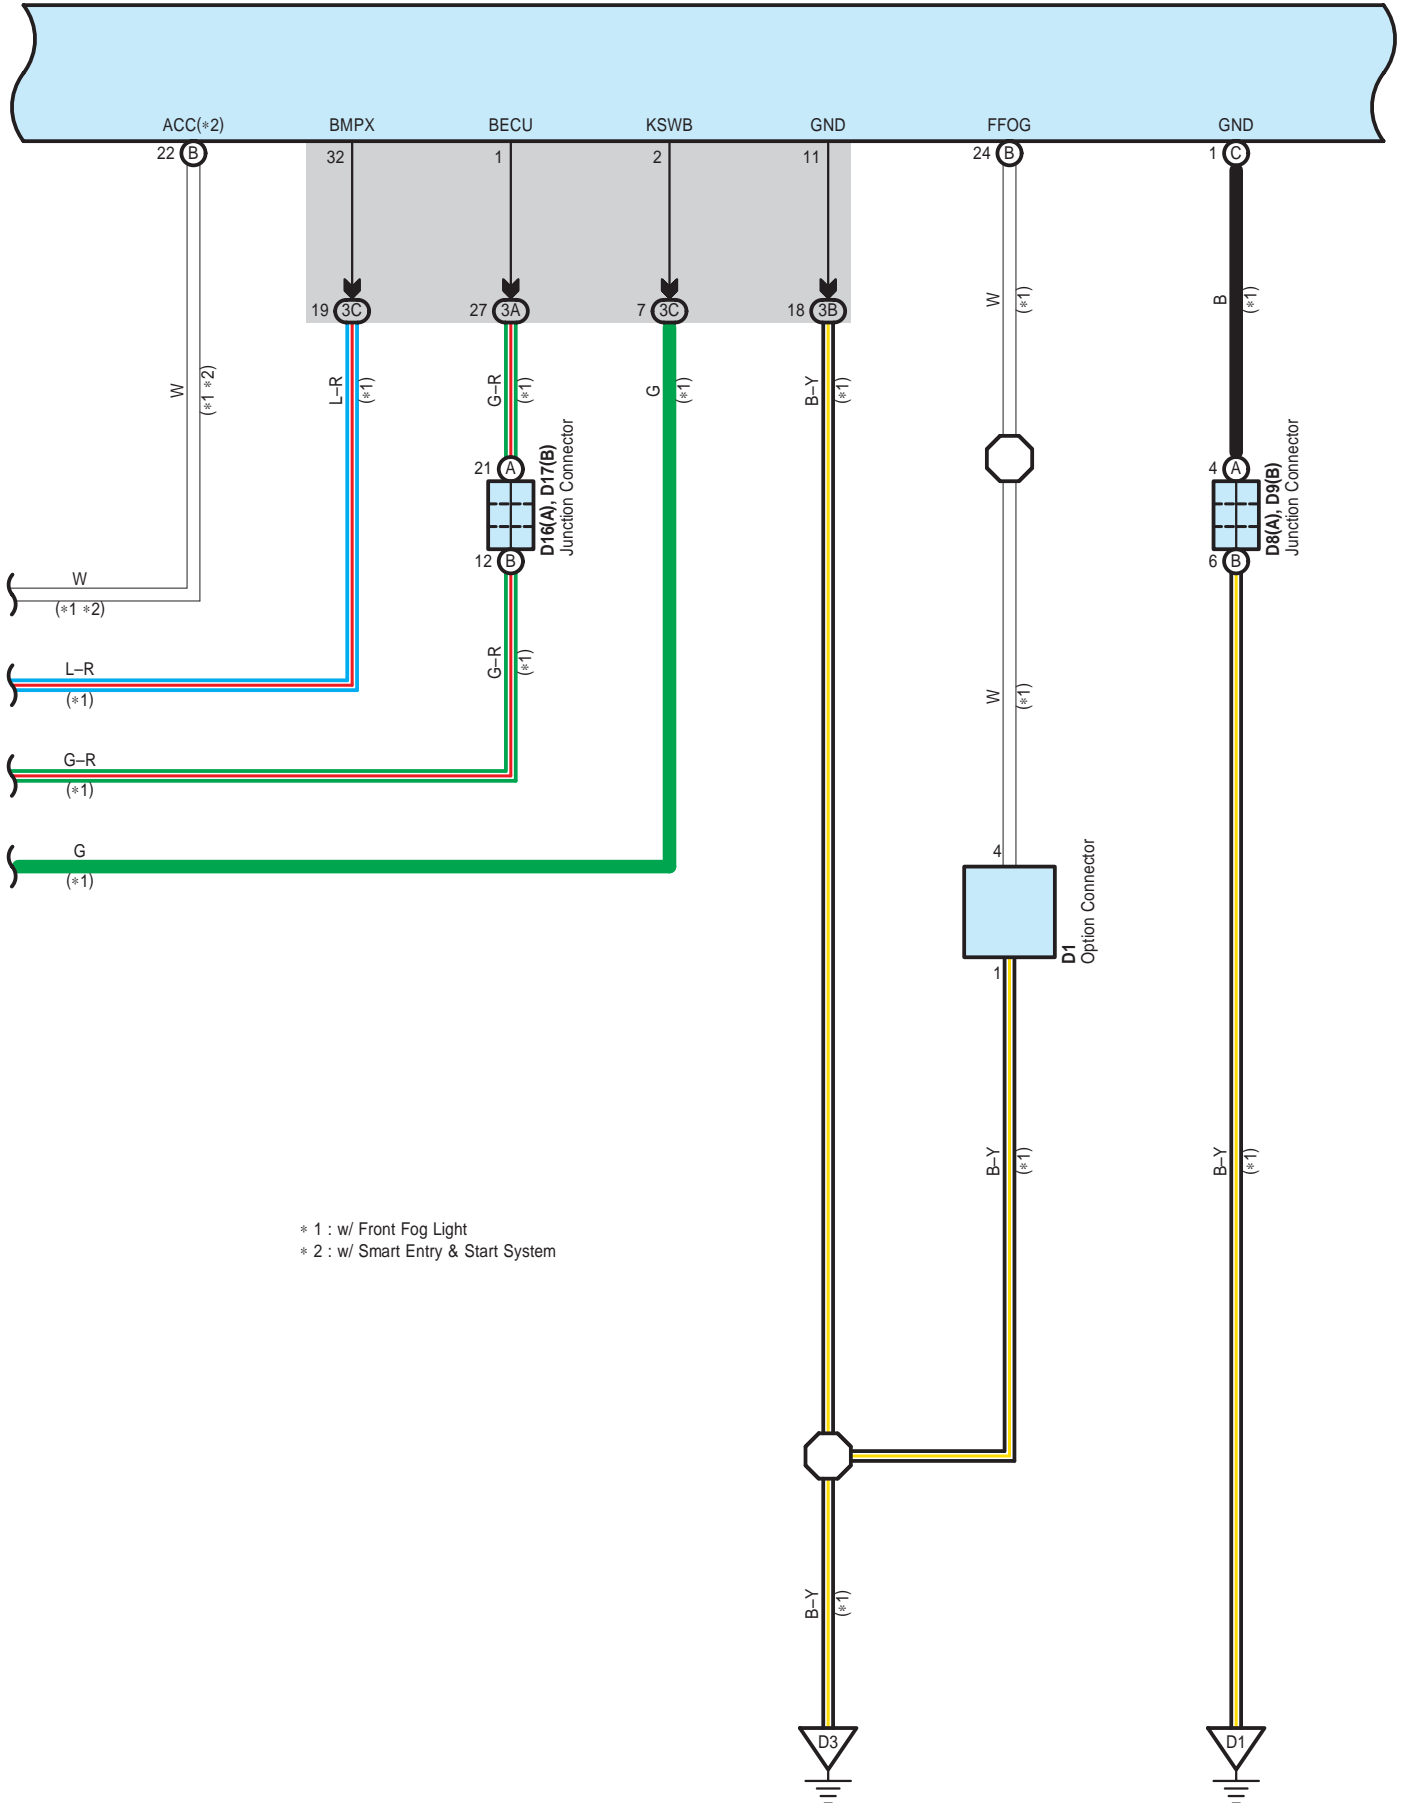 ACC(∗2) BMPX BECU KSWB GND FFOG GND
22 B 32 1 2 11 24 B 1 C
19 3C 27 3A 7 3C 18 3B
W (∗1)
B (∗1)
W (∗1 ∗2)
L–R (∗1)
G–R (∗1)
G (∗1)
B–Y (∗1)
21 A
D16(A), D17(B)
Junction Connector
12 B
4 A
D8(A), D9(B)
Junction Connector
6 B
W
(∗1 ∗2)
G–R (∗1)
L–R
(∗1)
W (∗1)
G–R
(∗1)
G
(∗1)
4
D1
Option Connector
1
B–Y (∗1)
B–Y (∗1)
∗ 1 : w/ Front Fog Light
∗ 2 : w/ Smart Entry & Start System
B–Y (∗1)
D3
D1